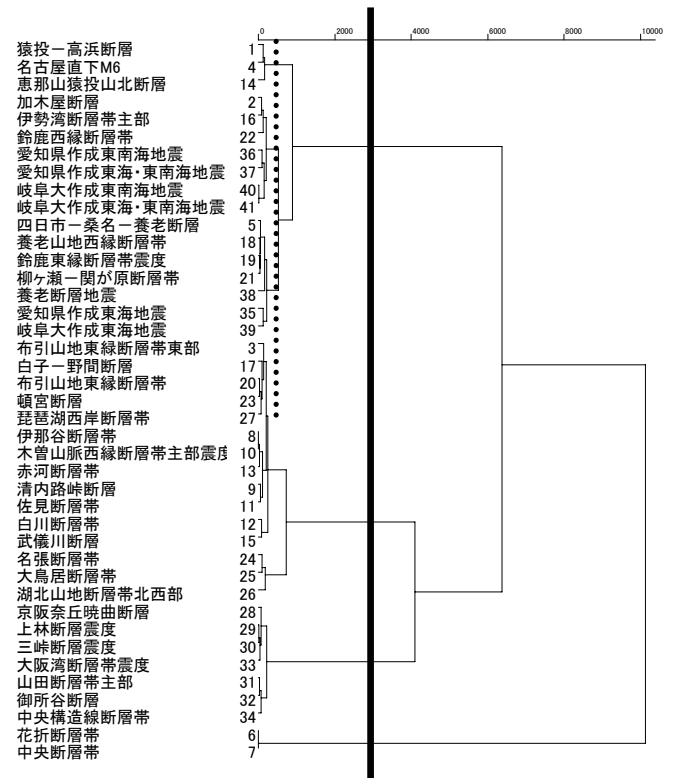 0 2000 4000 6000 8000 10000
猿投－高浜断層 1
名古屋直下M6 4
恵那山猿投山北断層 14
加木屋断層 2
伊勢湾断層帯主部 16
鈴鹿西縁断層帯 22
愛知県作成東南海地震 36
愛知県作成東海・東南海地震 37
岐阜大作成東南海地震 40
岐阜大作成東海・東南海地震 41
四日市－桑名－養老断層 5
養老山地西縁断層帯 18
鈴鹿東縁断層帯震度 19
柳ヶ瀬－関が原断層帯 21
養老断層地震 38
愛知県作成東海地震 35
岐阜大作成東海地震 39
布引山地東縁断層帯東部 3
白子－野間断層 17
布引山地東縁断層帯 20
頓宮断層 23
琵琶湖西岸断層帯 27
伊那谷断層帯 8
木曽山脈西縁断層帯主部震度 10
赤河断層帯 13
清内路峠断層 9
佐見断層帯 11
白川断層帯 12
武儀川断層 15
名張断層帯 24
大鳥居断層帯 25
湖北山地断層帯北西部 26
京阪奈丘暁曲断層 28
上林断層震度 29
三峠断層震度 30
大阪湾断層帯震度 33
山田断層帯主部 31
御所谷断層 32
中央構造線断層帯 34
花折断層帯 6
中央断層帯 7